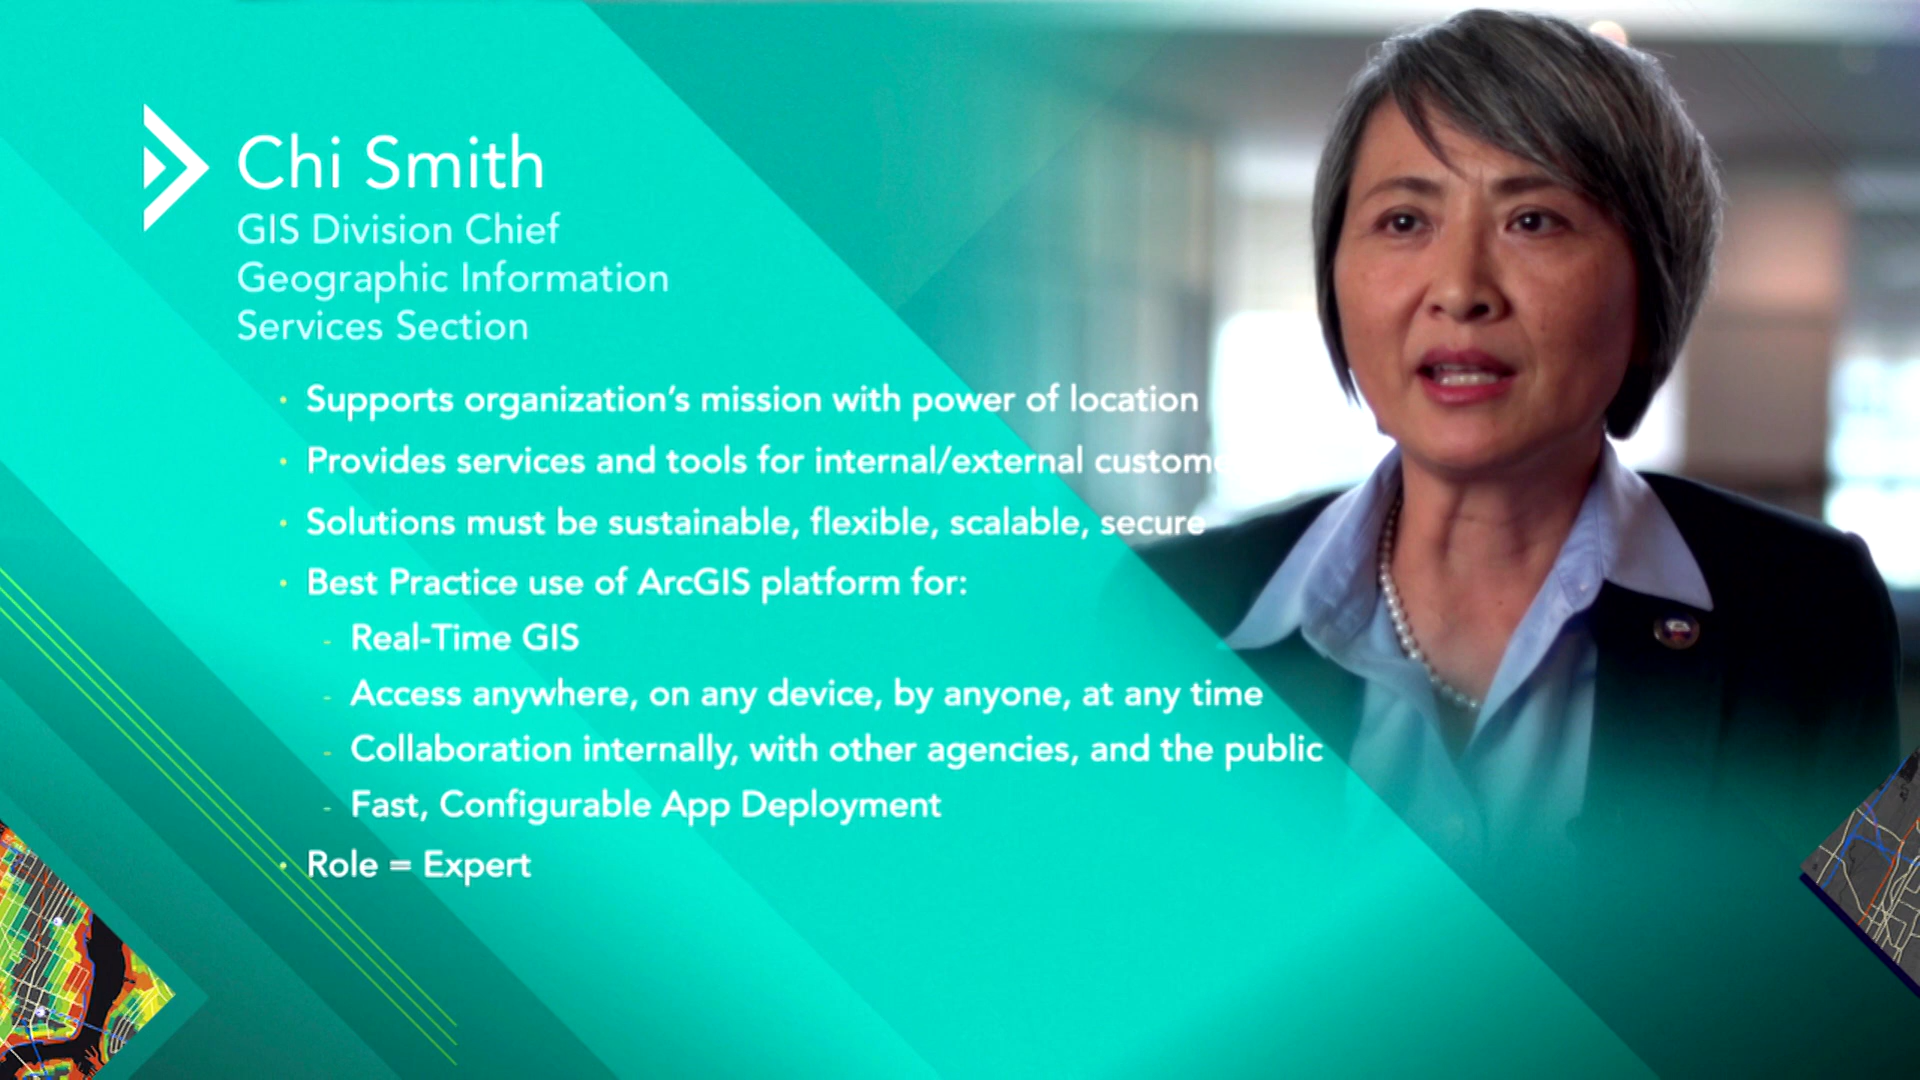 Chi Smith
GIS Division Chief
Geographic Information
Services Section
• Supports organization's mission with power of location
• Provides services and tools for internal/external custome
• Solutions must be sustainable, flexible, scalable, secure
• Best Practice use of ArcGIS platform for:
- Real-Time GIS
- Access anywhere, on any device, by anyone, at any time
- Collaboration internally, with other agencies, and the public
- Fast, Configurable App Deployment
• Role = Expert